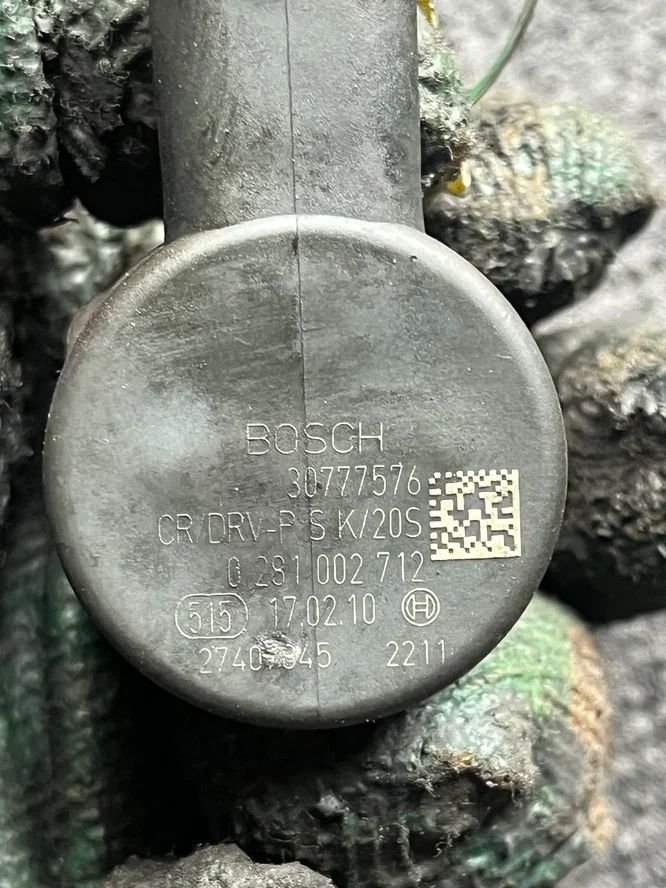 BOSCH
30777576
CR/DRV-P S K/20S
0 281 002 712
515 17.02.10 H
2211